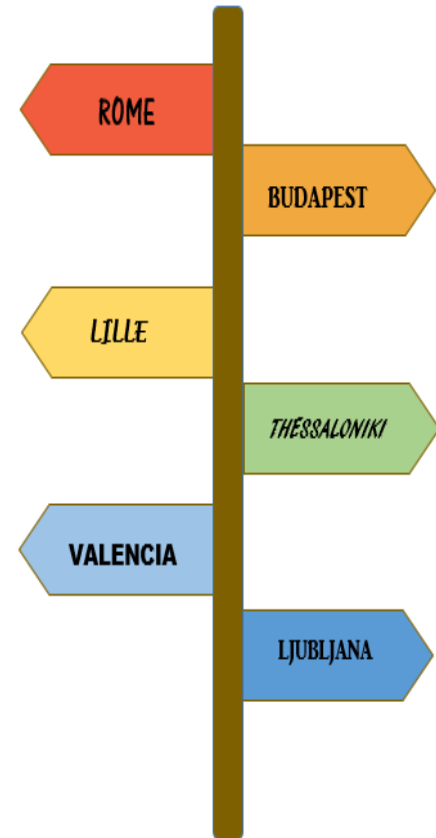 ROME
BUDAPEST
LILLE
THESSALONIKI
VALENCIA
LJUBLJANA